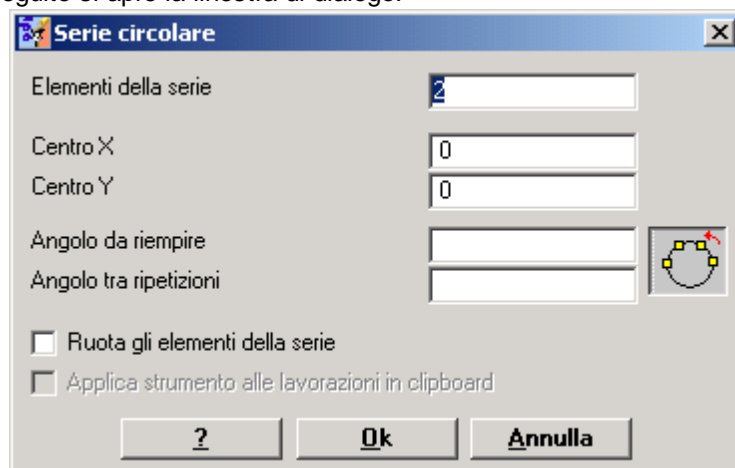 Serie circolare
Elementi della serie 2
Centro X 0
Centro Y 0
Angolo da riempire
Angolo tra ripetizioni
Ruota gli elementi della serie
Applica strumento alle lavorazioni in clipboard
? Ok Annulla